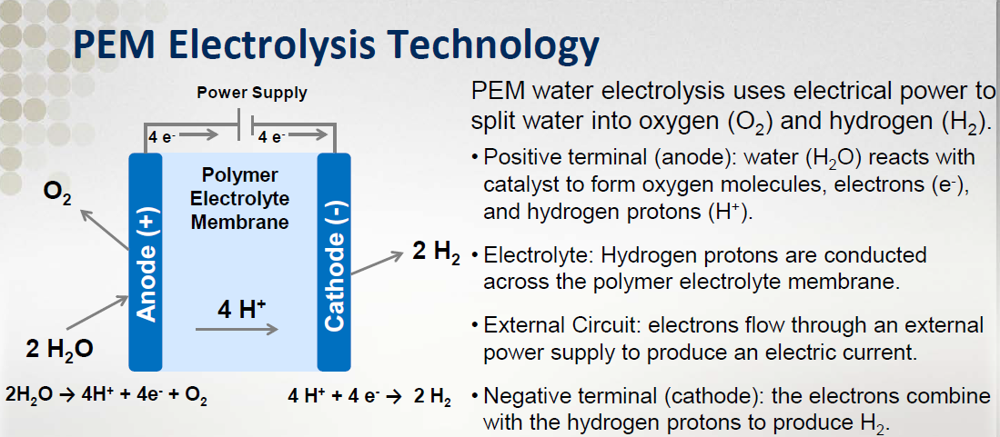 PEM Electrolysis Technology
Power Supply
4 e-
4 e-
Polymer
Electrolyte
Membrane
O₂
Anode (+)
Cathode (-)
2 H₂
4 H⁺
2 H₂O
2H₂O → 4H⁺ + 4e⁻ + O₂
4 H⁺ + 4 e⁻ → 2 H₂
PEM water electrolysis uses electrical power to
split water into oxygen (O₂) and hydrogen (H₂).
• Positive terminal (anode): water (H₂O) reacts with
catalyst to form oxygen molecules, electrons (e⁻),
and hydrogen protons (H⁺).
• Electrolyte: Hydrogen protons are conducted
across the polymer electrolyte membrane.
• External Circuit: electrons flow through an external
power supply to produce an electric current.
• Negative terminal (cathode): the electrons combine
with the hydrogen protons to produce H₂.